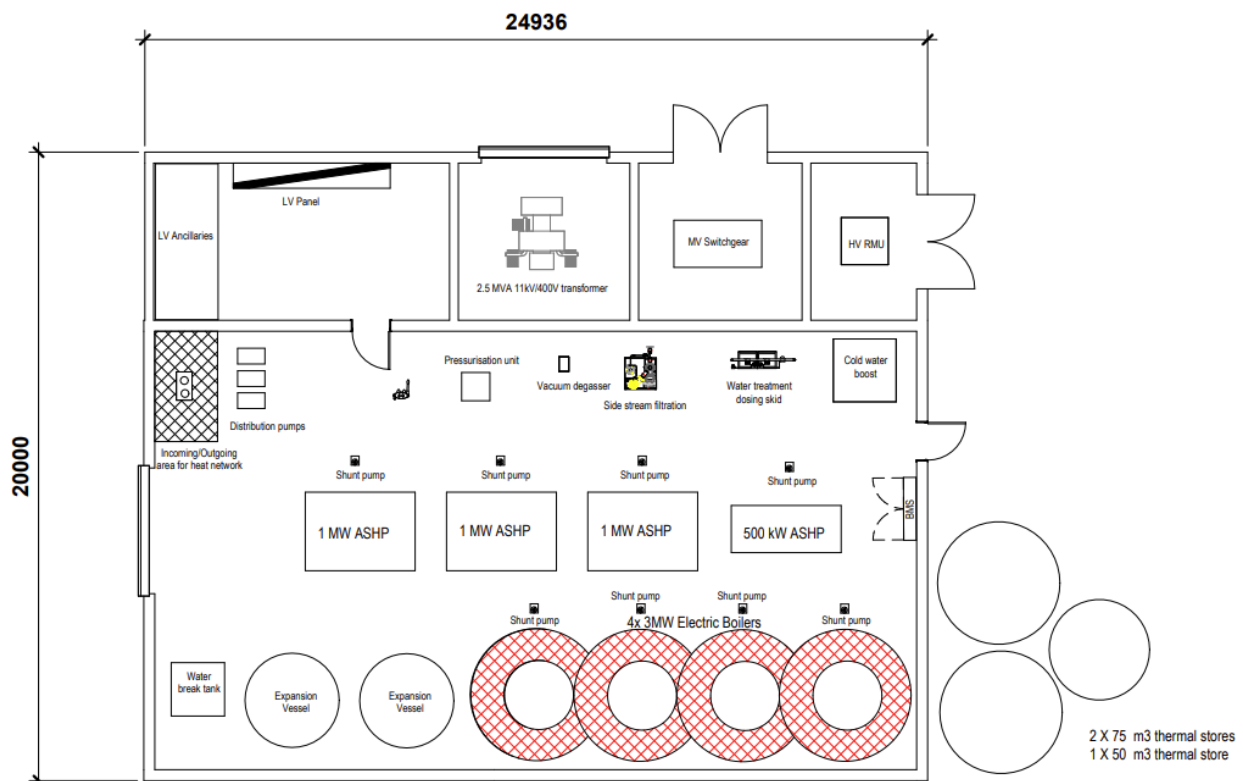 24936
20000
LV Ancillaries
LV Panel
2.5 MVA 11kV/400V transformer
MV Switchgear
HV RMU
Distribution pumps
Incoming/Outgoing
area for heat network
Pressurisation unit
Vacuum degasser
Side stream filtration
Water treatment
dosing skid
Cold water
boost
Shunt pump
Shunt pump
Shunt pump
Shunt pump
1 MW ASHP
1 MW ASHP
1 MW ASHP
500 kW ASHP
BMS
Shunt pump
Shunt pump
Shunt pump
Shunt pump
4x 3MW Electric Boilers
Water
break tank
Expansion
Vessel
Expansion
Vessel
2 X 75 m3 thermal stores
1 X 50 m3 thermal store